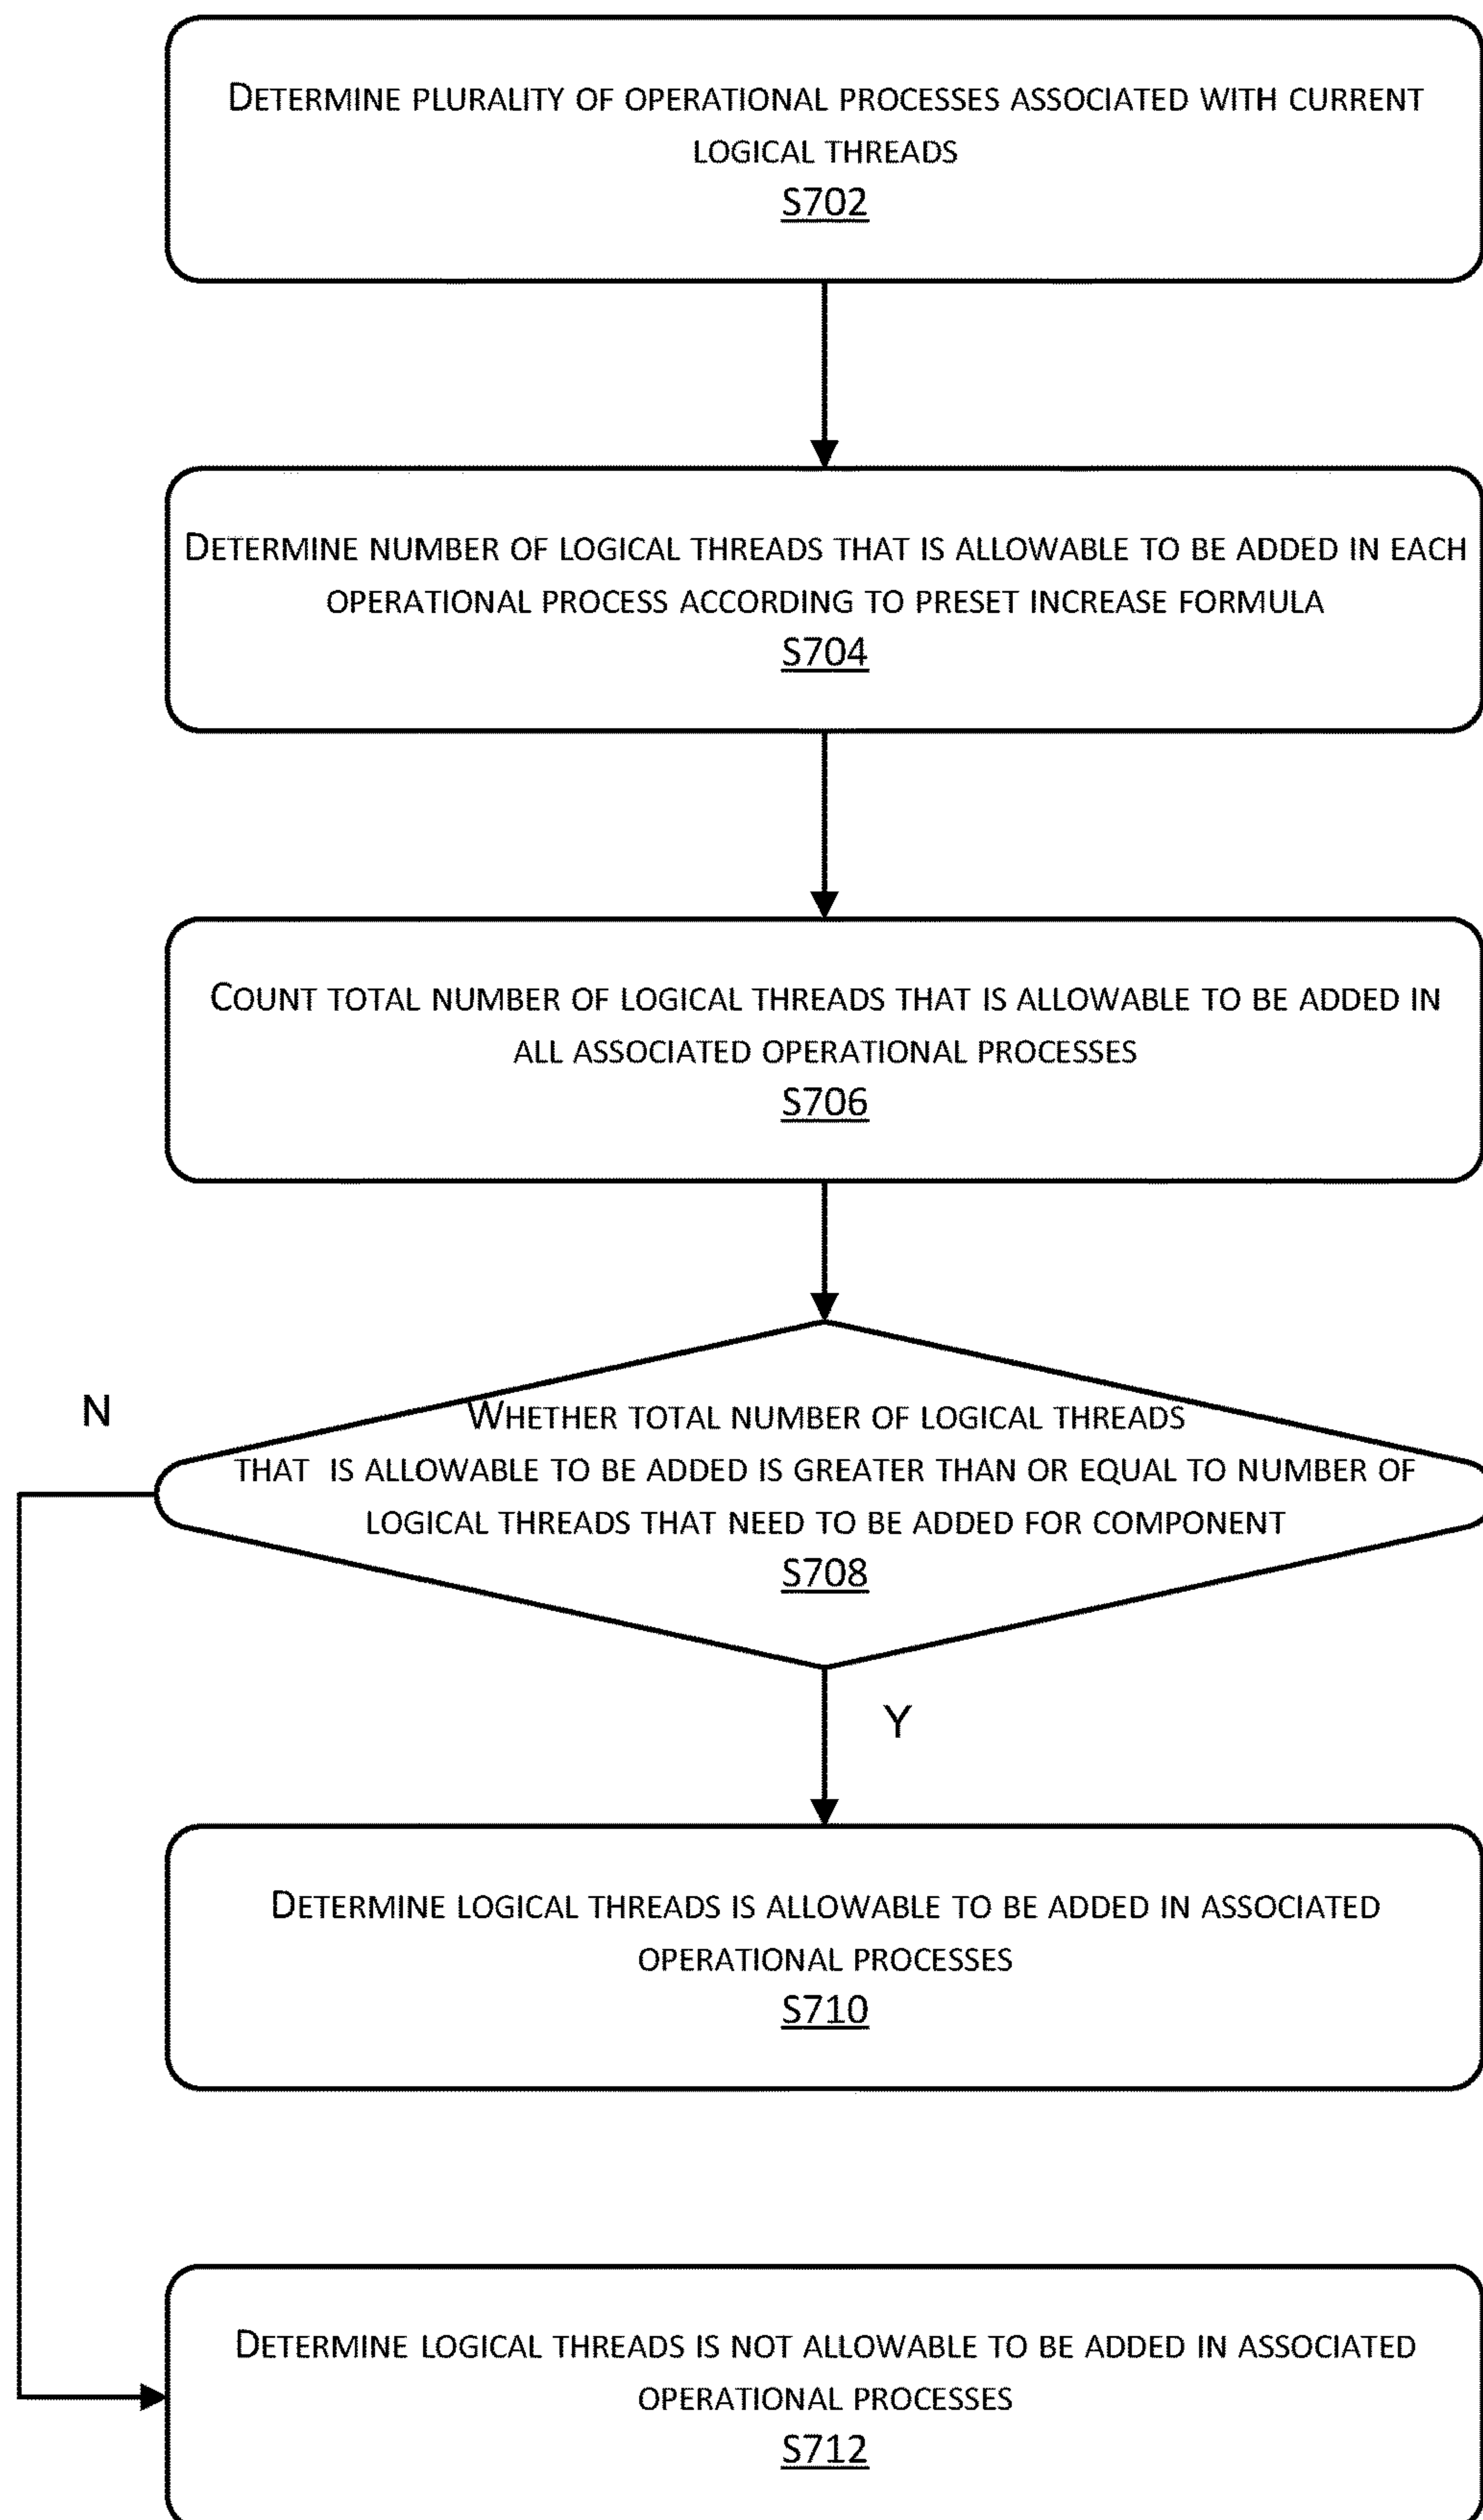 DETERMINE PLURALITY OF OPERATIONAL PROCESSES ASSOCIATED WITH CURRENT
LOGICAL THREADS
S702
DETERMINE NUMBER OF LOGICAL THREADS THAT IS ALLOWABLE TO BE ADDED IN EACH
OPERATIONAL PROCESS ACCORDING TO PRESET INCREASE FORMULA
S704
COUNT TOTAL NUMBER OF LOGICAL THREADS THAT IS ALLOWABLE TO BE ADDED IN
ALL ASSOCIATED OPERATIONAL PROCESSES
S706
N
WHETHER TOTAL NUMBER OF LOGICAL THREADS
THAT IS ALLOWABLE TO BE ADDED IS GREATER THAN OR EQUAL TO NUMBER OF
LOGICAL THREADS THAT NEED TO BE ADDED FOR COMPONENT
S708
Y
DETERMINE LOGICAL THREADS IS ALLOWABLE TO BE ADDED IN ASSOCIATED
OPERATIONAL PROCESSES
S710
DETERMINE LOGICAL THREADS IS NOT ALLOWABLE TO BE ADDED IN ASSOCIATED
OPERATIONAL PROCESSES
S712